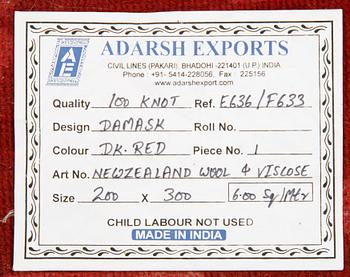 AE
ADARSH EXPORTS
CIVIL LINES (PAKARI). BHADOHI -221401 (U.P.) INDIA
Phone : +91- 5414-228056, Fax : 225156
www.adarshexport.com
Quality 100 KNOT Ref. E636/F633
Design DAMASK Roll No.
Colour DK. RED Piece No. 1
Art No. NEWZEALAND WOOL & VISCOSE
Size 200 X 300 6.00 Sq/Mtr
CHILD LABOUR NOT USED
MADE IN INDIA